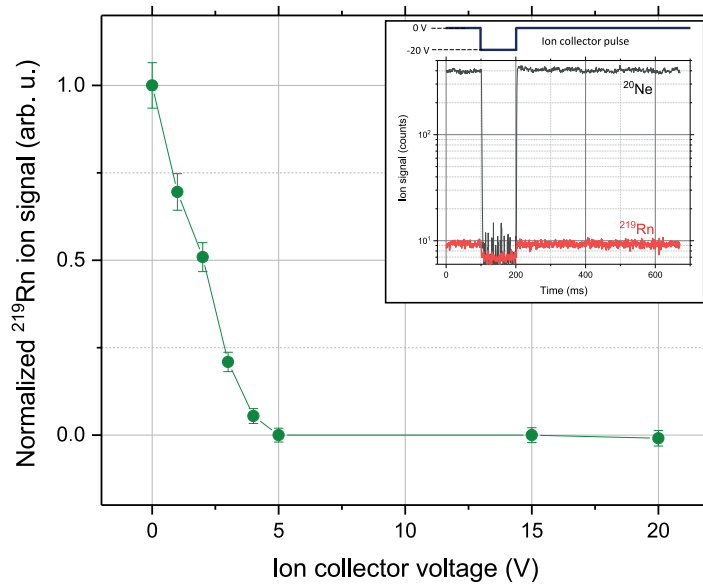 Normalized ²¹⁹Rn ion signal (arb. u.)
1.0
0.5
0.0
0
5
10
15
20
Ion collector voltage (V)
0 V
-20 V
Ion collector pulse
Ion signal (counts)
10²
10¹
²⁰Ne
²¹⁹Rn
0
200
400
600
Time (ms)